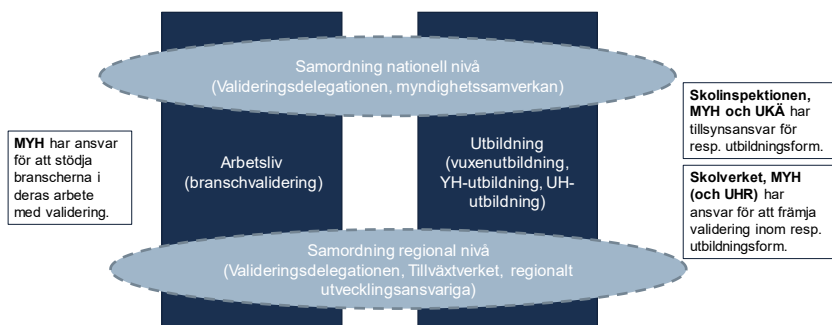 Samordning nationell nivå
(Valideringsdelegationen, myndighetssamverkan)
MYH har ansvar
för att stödja
branscherna i
deras arbete
med validering.
Arbetsliv
(branschvalidering)
Utbildning
(vuxenutbildning,
YH-utbildning, UH-
utbildning)
Skolinspektionen,
MYH och UKÄ har
tillsynsansvar för
resp. utbildningsform.
Skolverket, MYH
(och UHR) har
ansvar för att främja
validering inom resp.
utbildningsform.
Samordning regional nivå
(Valideringsdelegationen, Tillväxtverket, regionalt
utvecklingsansvariga)